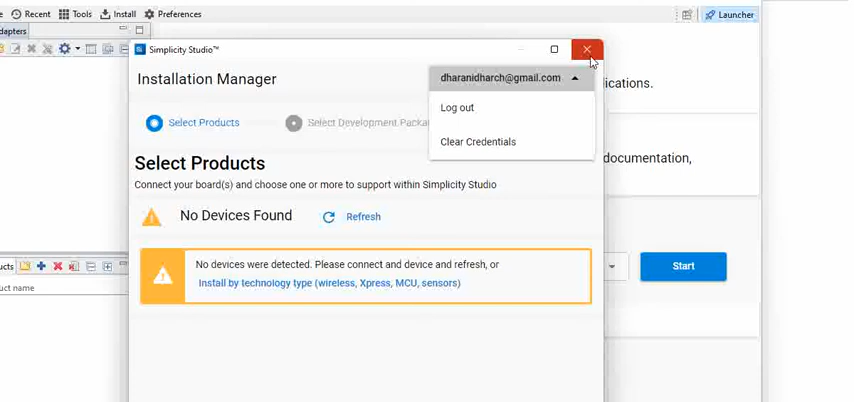 Recent Tools Install Preferences Launcher
dapters
Simplicity Studio™
Installation Manager
dharanidharch@gmail.com
ications.
Log out
Select Products
Select Development Packa
Clear Credentials
Select Products
documentation,
Connect your board(s) and choose one or more to support within Simplicity Studio
No Devices Found
Refresh
No devices were detected. Please connect and device and refresh, or
Install by technology type (wireless, Xpress, MCU, sensors)
Start
ucts
uct name